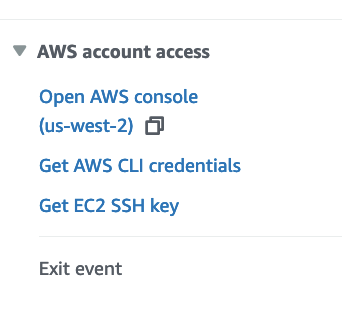 AWS account access
Open AWS console
(us-west-2)
Get AWS CLI credentials
Get EC2 SSH key
Exit event